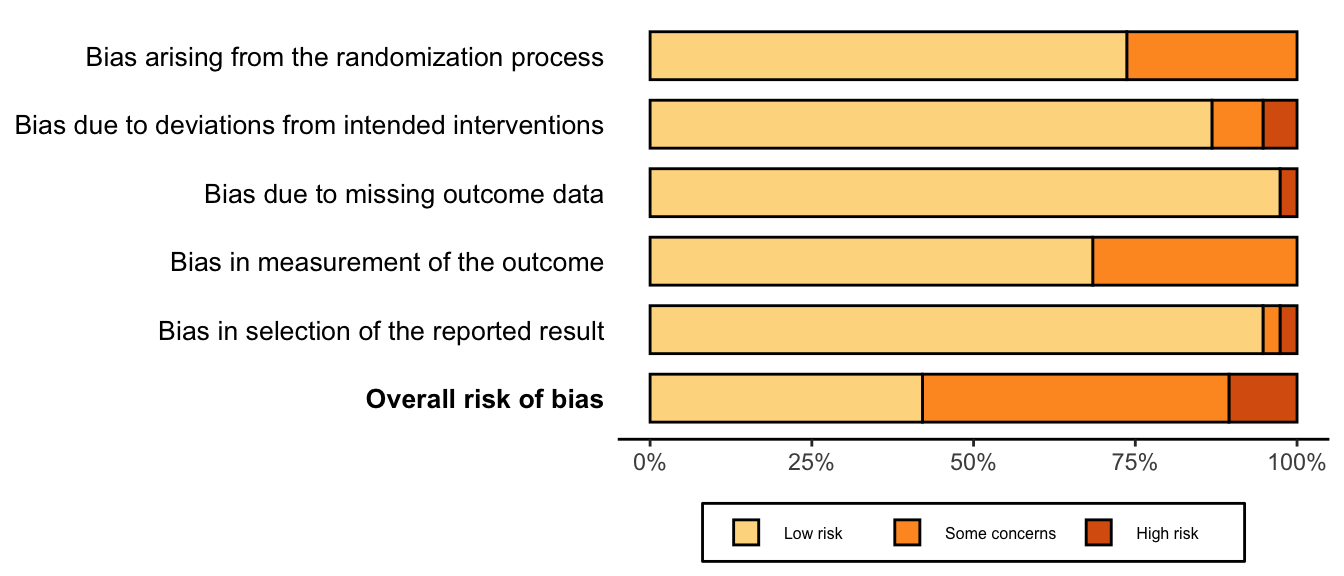 Bias arising from the randomization process
Bias due to deviations from intended interventions
Bias due to missing outcome data
Bias in measurement of the outcome
Bias in selection of the reported result
Overall risk of bias
0% 25% 50% 75% 100%
Low risk Some concerns High risk